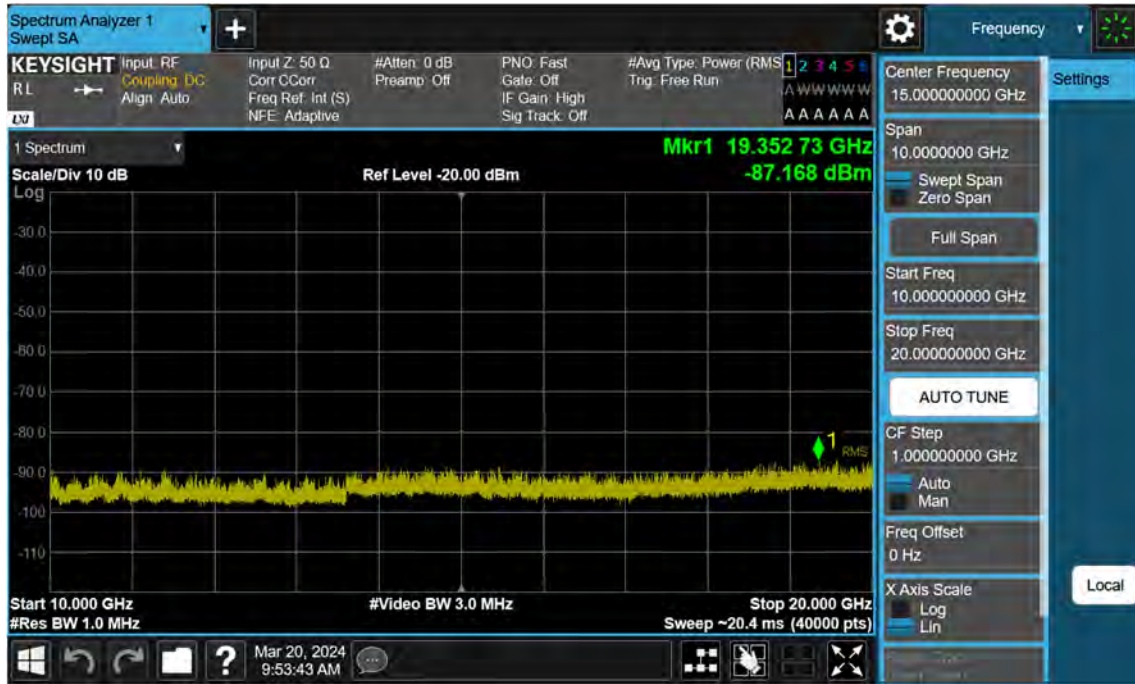 Spectrum Analyzer 1
Swept SA
Frequency
KEYSIGHT
RL
LXI
Input: RF
Coupling: DC
Align: Auto
Input Z: 50 Ω
Corr CCorr
Freq Ref: Int (S)
NFE: Adaptive
#Atten: 0 dB
Preamp: Off
PNO: Fast
Gate: Off
IF Gain: High
Sig Track: Off
#Avg Type: Power (RMS
Trig: Free Run
1 2 3 4 5 6
A W W W W W
A A A A A A
1 Spectrum
Mkr1 19.352 73 GHz
-87.168 dBm
Scale/Div 10 dB
Ref Level -20.00 dBm
Log
-30.0
-40.0
-50.0
-60.0
-70.0
-80.0
-90.0
-100
-110
1
RMS
Start 10.000 GHz
#Video BW 3.0 MHz
Stop 20.000 GHz
#Res BW 1.0 MHz
Sweep ~20.4 ms (40000 pts)
Center Frequency
15.000000000 GHz
Settings
Span
10.0000000 GHz
Swept Span
Zero Span
Full Span
Start Freq
10.000000000 GHz
Stop Freq
20.000000000 GHz
AUTO TUNE
CF Step
1.000000000 GHz
Auto
Man
Freq Offset
0 Hz
X Axis Scale
Log
Lin
Local
?
Mar 20, 2024
9:53:43 AM